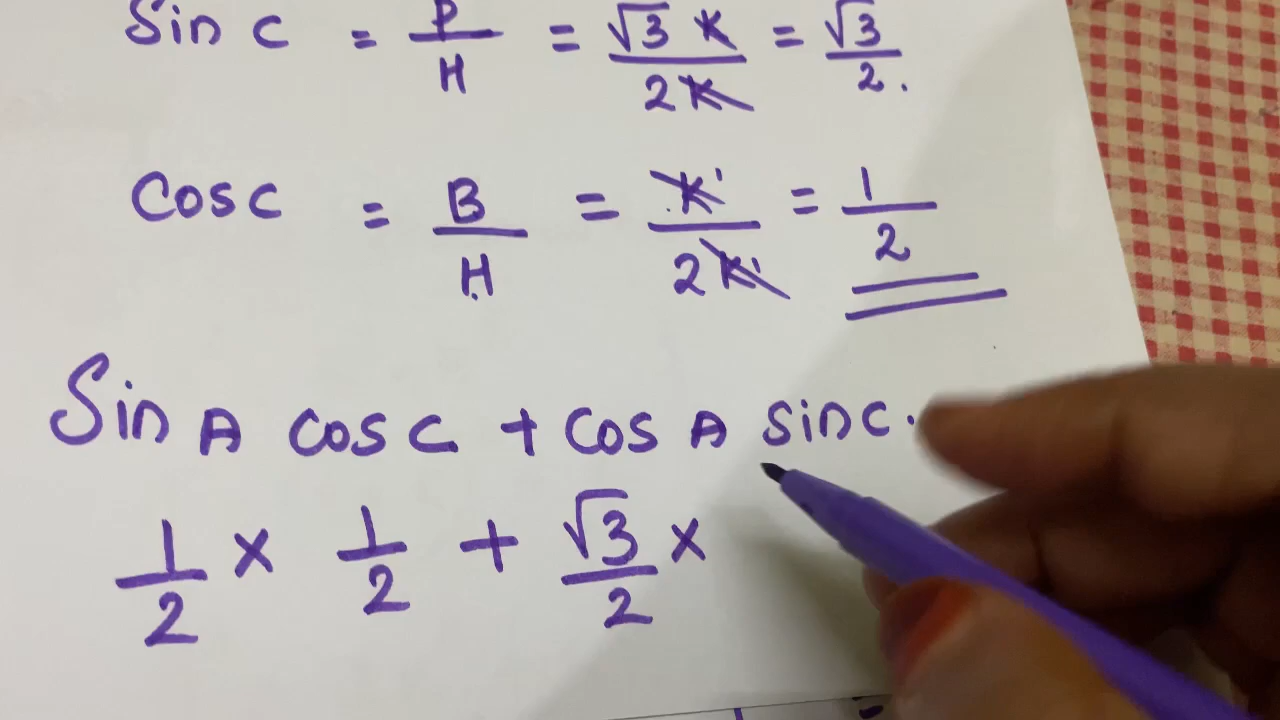 Sin C = P/H = √3 K/2K = √3/2.
Cos C = B/H = K/2K = 1/2
Sin A cos C + cos A sin C.
1/2 × 1/2 + √3/2 ×